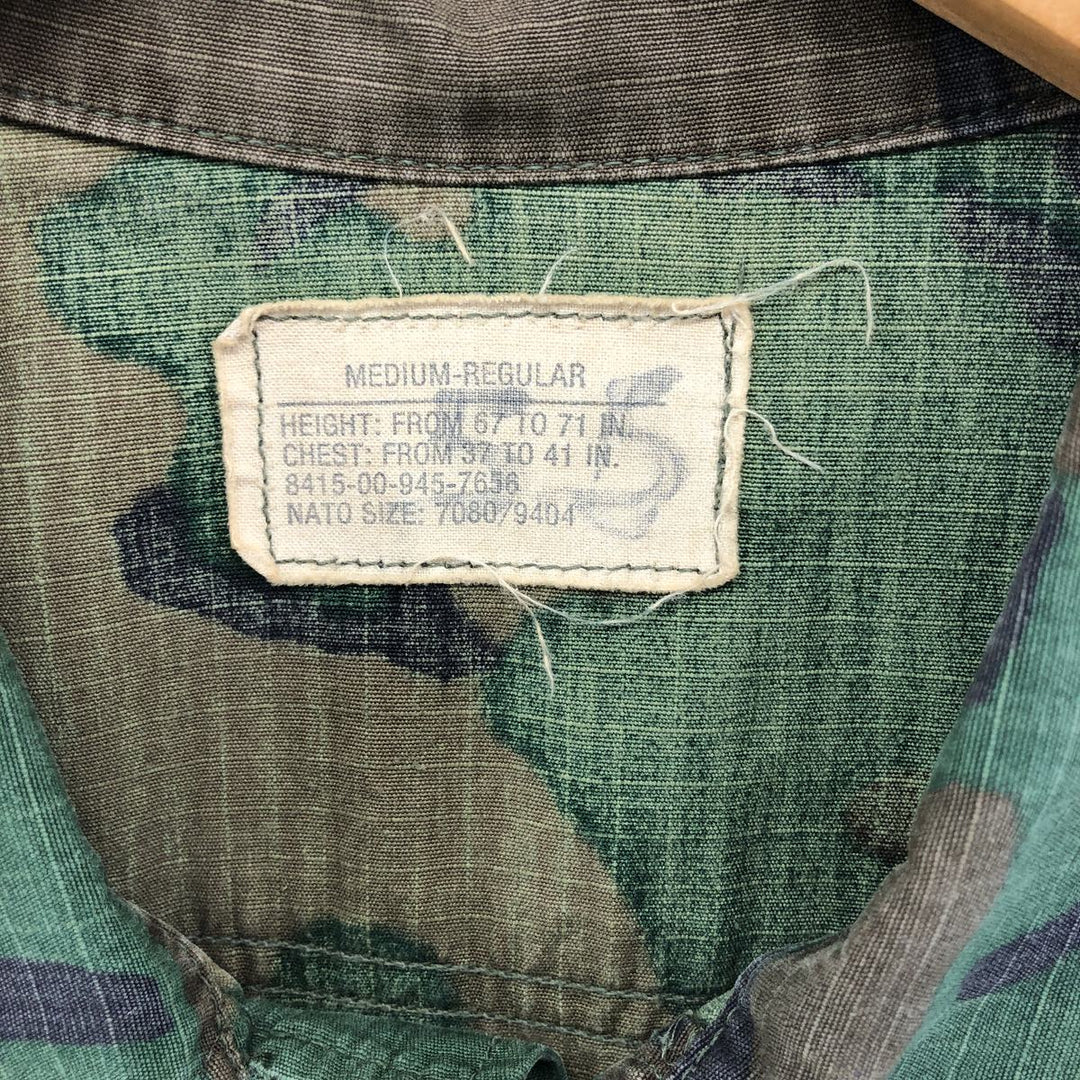 MEDIUM-REGULAR
HEIGHT: FROM 67 TO 71 IN.
CHEST: FROM 37 TO 41 IN.
8415-00-945-7656
NATO SIZE: 7080/9404